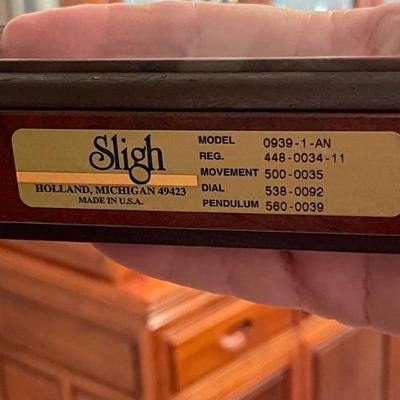 Sligh
HOLLAND, MICHIGAN 49423
MADE IN U.S.A.
MODEL 0939-1-AN
REG. 448-0034-11
MOVEMENT 500-0035
DIAL 538-0092
PENDULUM 560-0039